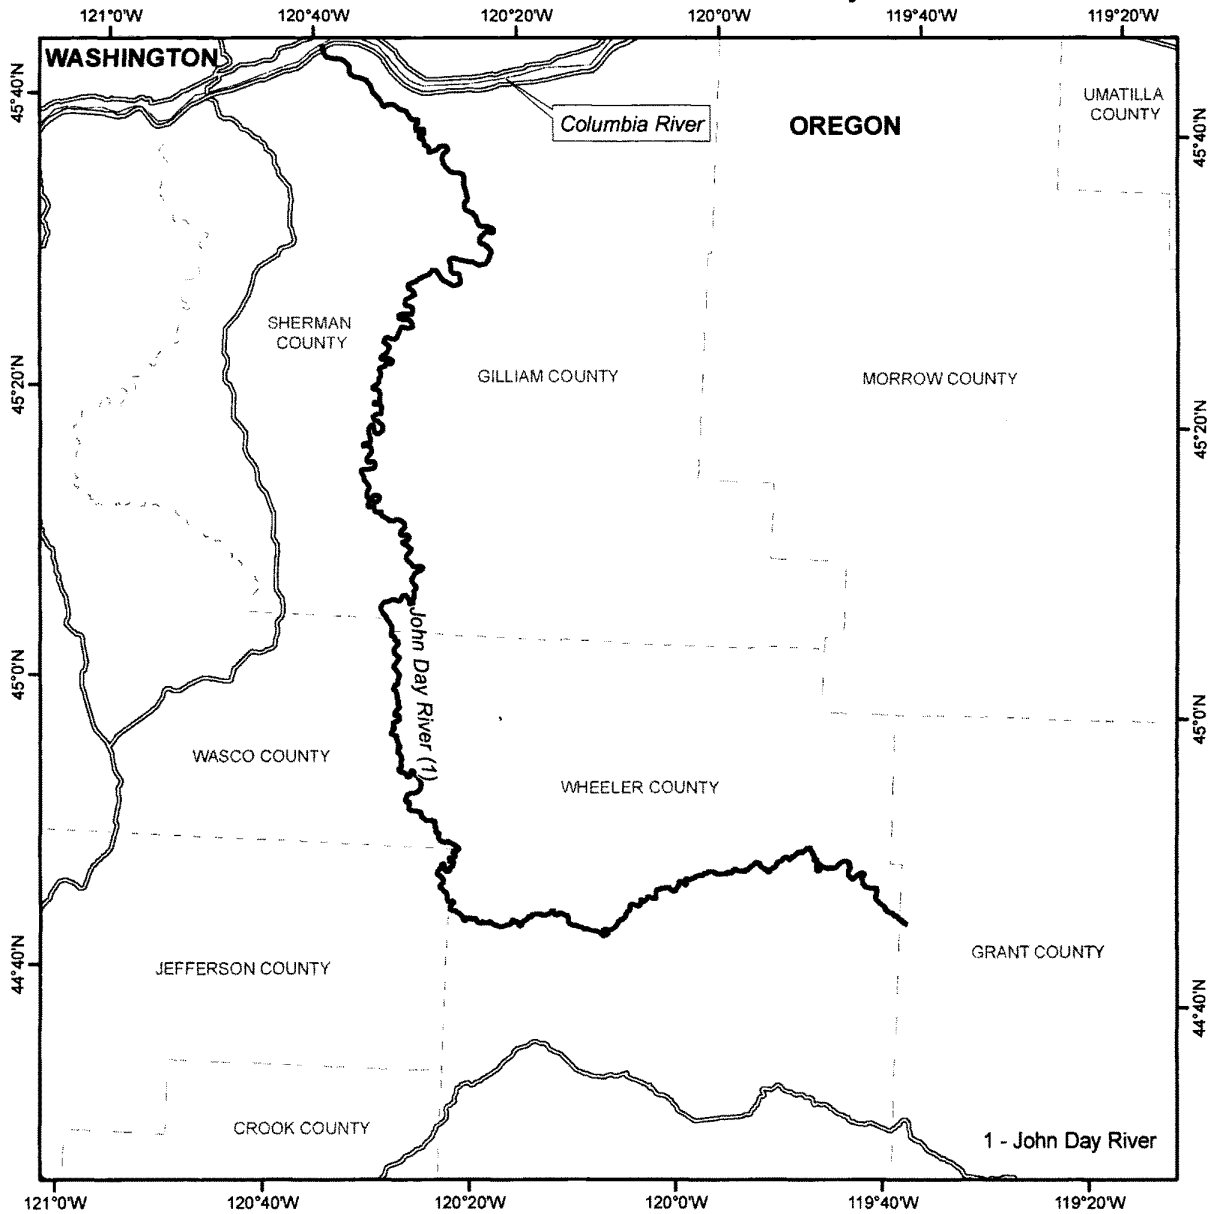 121°0'W
120°40'W
120°20'W
120°0'W
119°40'W
119°20'W
WASHINGTON
45°40'N
UMATILLA
COUNTY
Columbia River
OREGON
45°40'N
SHERMAN
COUNTY
45°20'N
GILLIAM COUNTY
MORROW COUNTY
45°20'N
John Day River (1)
45°0'N
45°0'N
WASCO COUNTY
WHEELER COUNTY
44°40'N
JEFFERSON COUNTY
GRANT COUNTY
44°40'N
CROOK COUNTY
1 - John Day River
121°0'W
120°40'W
120°20'W
120°0'W
119°40'W
119°20'W